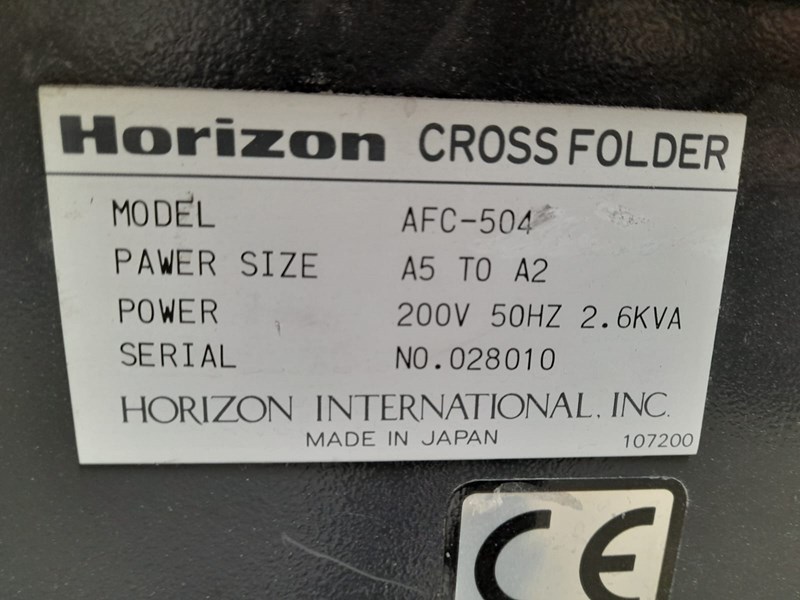 Horizon CROSS FOLDER
MODEL AFC-504
PAWER SIZE A5 TO A2
POWER 200V 50HZ 2.6KVA
SERIAL NO.028010
HORIZON INTERNATIONAL, INC.
MADE IN JAPAN 107200
CE